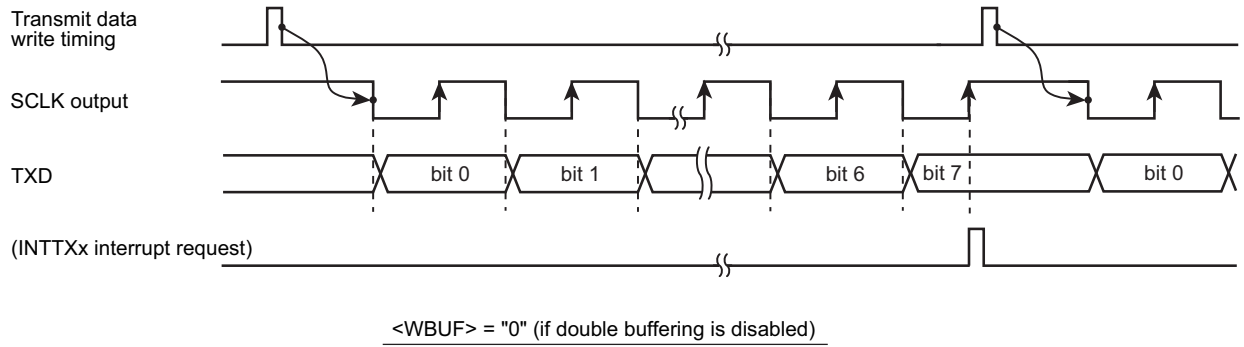 Transmit data
write timing
SCLK output
TXD
bit 0
bit 1
bit 6
bit 7
bit 0
(INTTXx interrupt request)
<WBUF> = "0" (if double buffering is disabled)